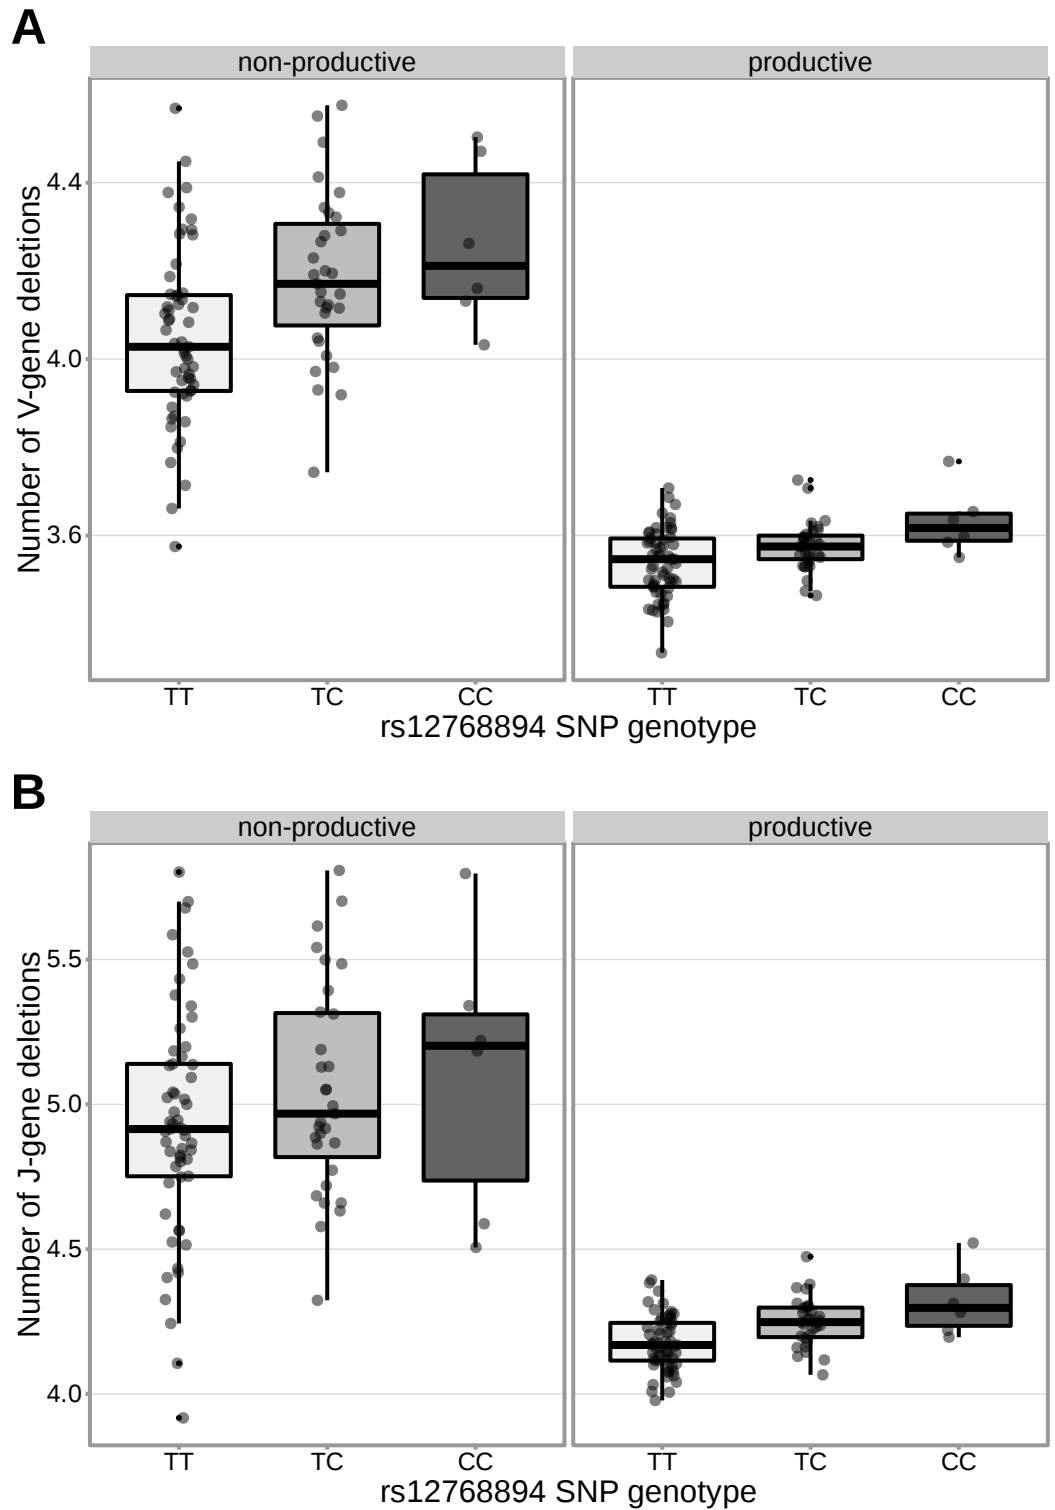 A
non-productive
productive
Number of V-gene deletions
4.4
4.0
3.6
TT
TC
CC
TT
TC
CC
rs12768894 SNP genotype
B
non-productive
productive
Number of J-gene deletions
5.5
5.0
4.5
4.0
TT
TC
CC
TT
TC
CC
rs12768894 SNP genotype